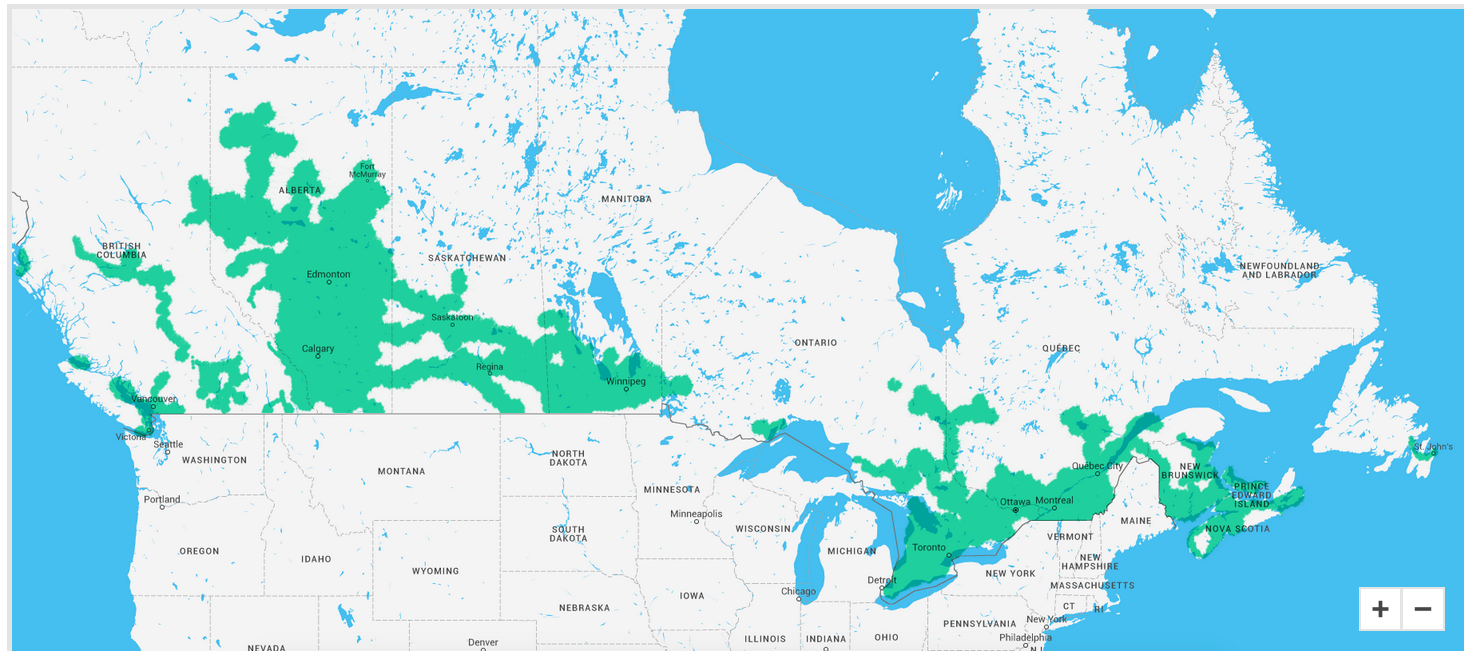 Fort
McMurray
ALBERTA
MANITOBA
BRITISH
COLUMBIA
SASKATCHEWAN
Edmonton
NEWFOUNDLAND
AND LABRADOR
Saskatoon
Calgary
ONTARIO
QUÉBEC
Regina
Winnipeg
Vancouver
Victoria
Seattle
WASHINGTON
MONTANA
NORTH
DAKOTA
St. John's
Québec City
NEW
BRUNSWICK
PRINCE
EDWARD
ISLAND
MINNESOTA
Portland
Minneapolis
Ottawa
Montreal
WISCONSIN
MAINE
NOVA SCOTIA
SOUTH
DAKOTA
OREGON
IDAHO
MICHIGAN
Toronto
VERMONT
NEW
HAMPSHIRE
WYOMING
Detroit
NEW YORK
MASSACHUSETTS
Chicago
IOWA
NEBRASKA
CT
RI
New York
PENNSYLVANIA
Philadelphia
NEVADA
Denver
ILLINOIS
INDIANA
OHIO
NJ
+
−